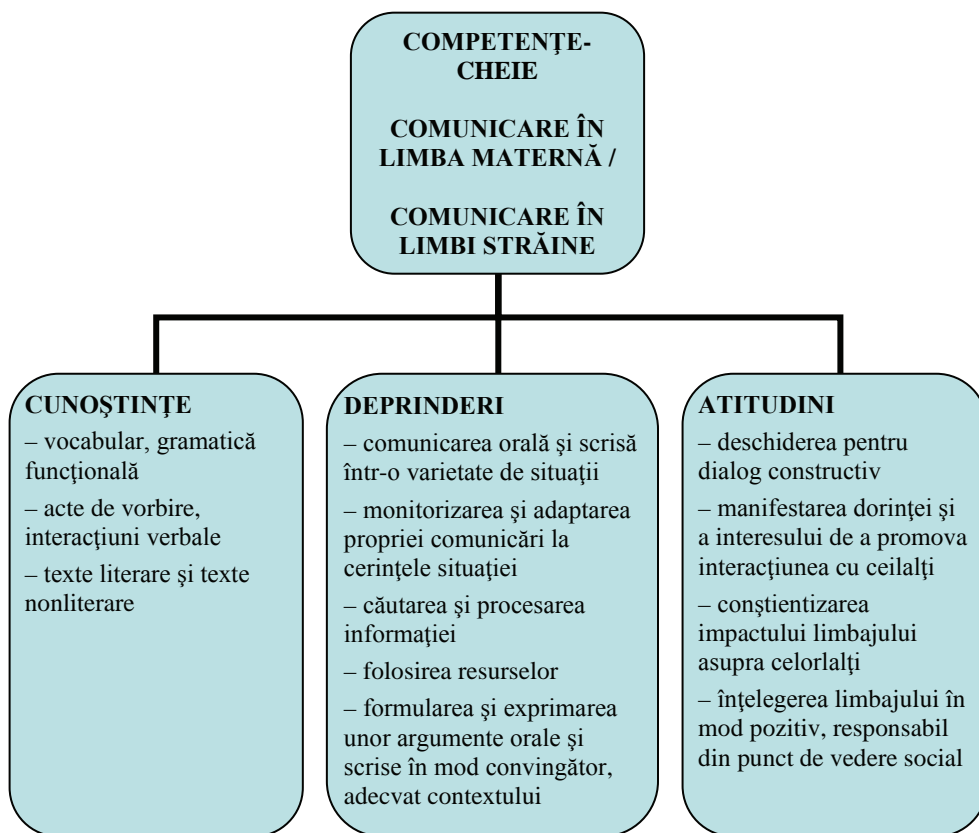 COMPETENŢE-
CHEIE
COMUNICARE ÎN
LIMBA MATERNĂ /
COMUNICARE ÎN
LIMBI STRĂINE
CUNOŞTINŢE
– vocabular, gramatică
funcţională
– acte de vorbire,
interacţiuni verbale
– texte literare şi texte
nonliterare
DEPRINDERI
– comunicarea orală şi scrisă
într-o varietate de situaţii
– monitorizarea şi adaptarea
propriei comunicări la
cerinţele situaţiei
– căutarea şi procesarea
informaţiei
– folosirea resurselor
– formularea şi exprimarea
unor argumente orale şi
scrise în mod convingător,
adecvat contextului
ATITUDINI
– deschiderea pentru
dialog constructiv
– manifestarea dorinţei şi
a interesului de a promova
interacţiunea cu ceilalţi
– conştientizarea
impactului limbajului
asupra celorlalţi
– înţelegerea limbajului în
mod pozitiv, responsabil
din punct de vedere social